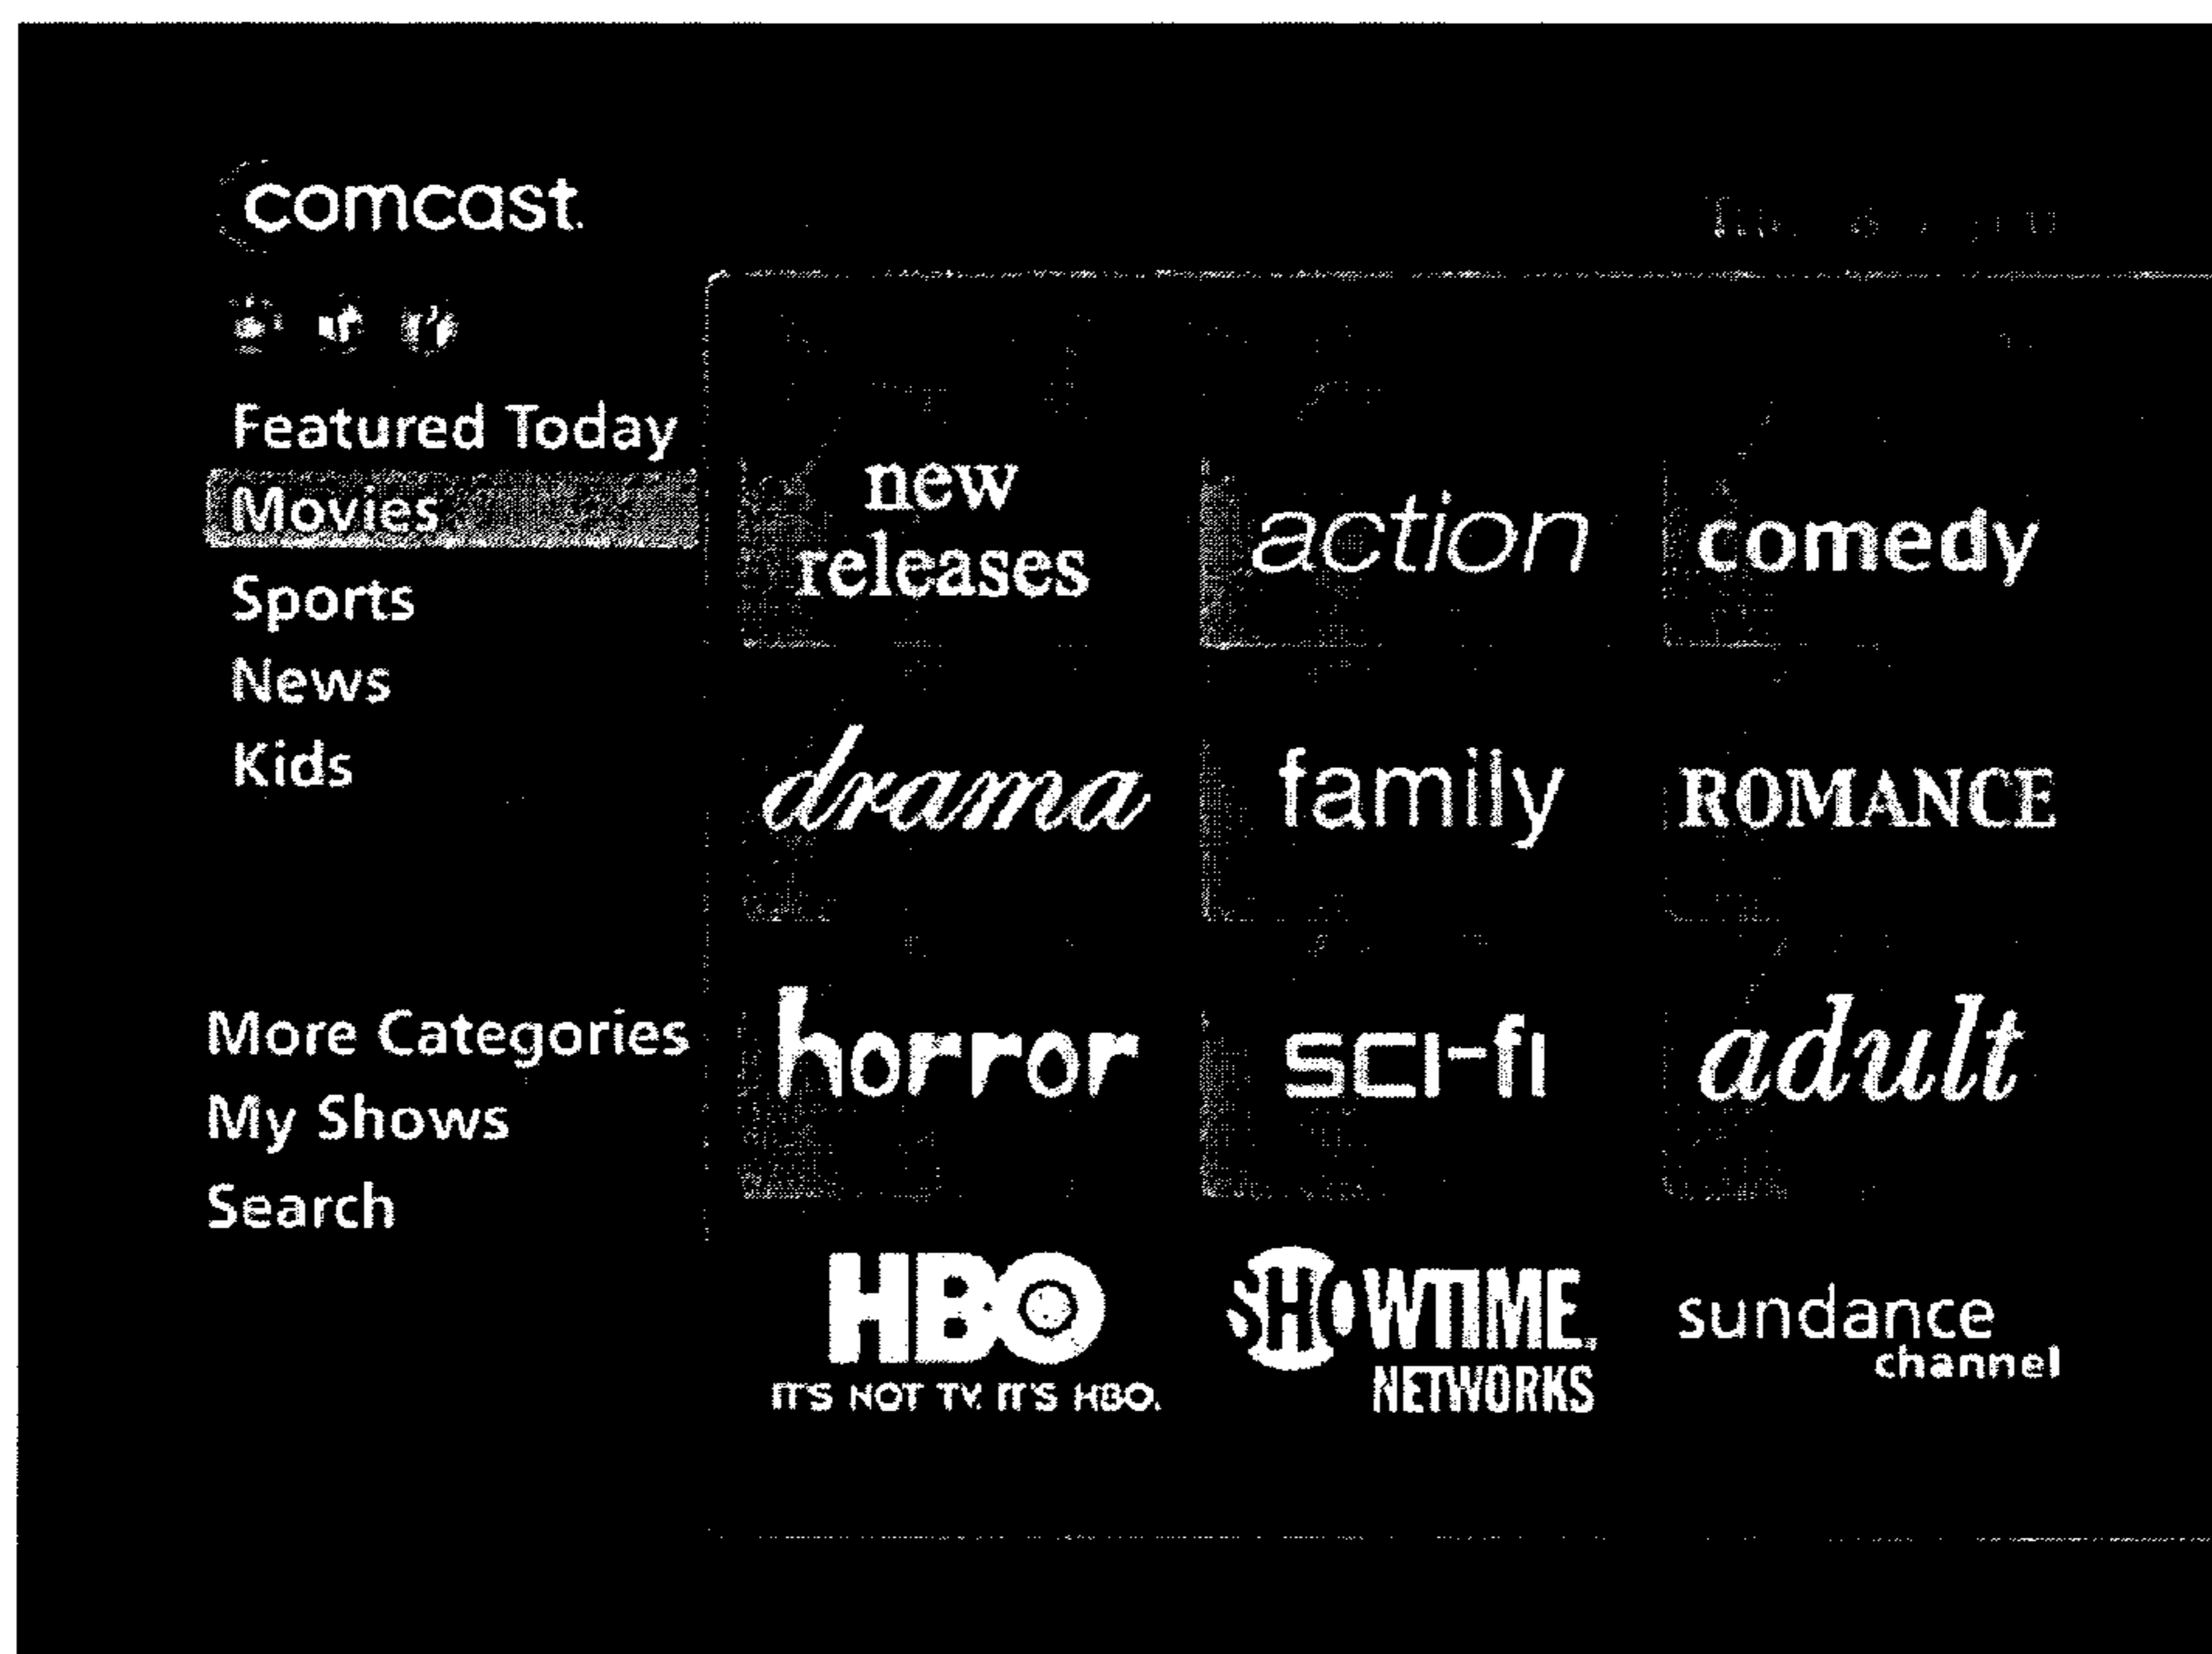 comcast.
Featured Today
Movies
Sports
News
Kids
More Categories
My Shows
Search
new
releases
action
comedy
drama
family
ROMANCE
horror
sci-fi
adult
HBO
IT'S NOT TV. IT'S HBO.
SHOWTIME.
NETWORKS
sundance
channel